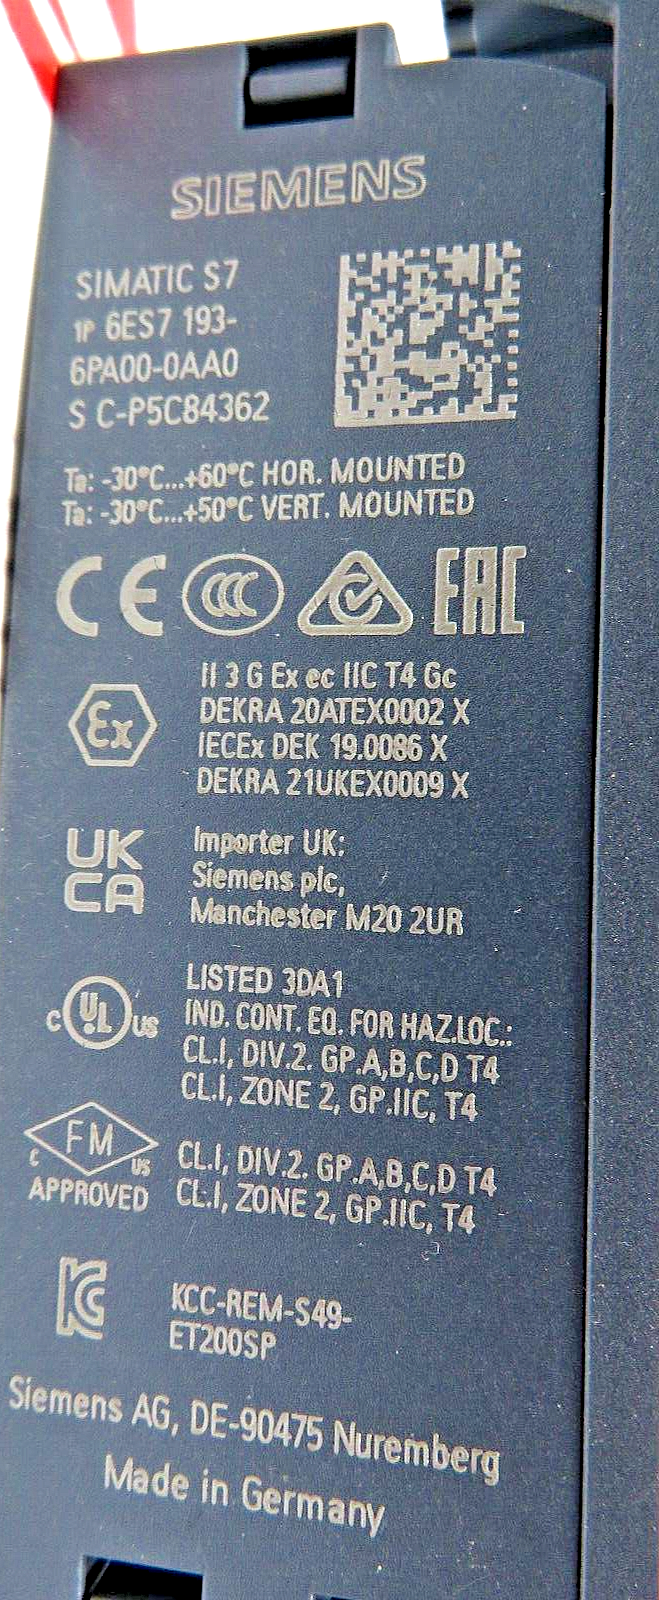 SIEMENS
SIMATIC S7
1P 6ES7 193-
6PA00-0AA0
S C-P5C84362
Ta: -30°C...+60°C HOR. MOUNTED
Ta: -30°C...+50°C VERT. MOUNTED
CE CCC EAC
II 3 G Ex ec IIC T4 Gc
Ex
DEKRA 20ATEX0002 X
IECEx DEK 19.0086 X
DEKRA 21UKEX0009 X
UK
CA
Importer UK:
Siemens plc,
Manchester M20 2UR
LISTED 3DA1
C UL US
IND. CONT. EQ. FOR HAZ.LOC.:
CL.I, DIV.2. GP.A,B,C,D T4
CL.I, ZONE 2, GP.IIC, T4
C FM US
APPROVED
CL.I, DIV.2. GP.A,B,C,D T4
CL.I, ZONE 2, GP.IIC, T4
KCC-REM-S49-
ET200SP
Siemens AG, DE-90475 Nuremberg
Made in Germany